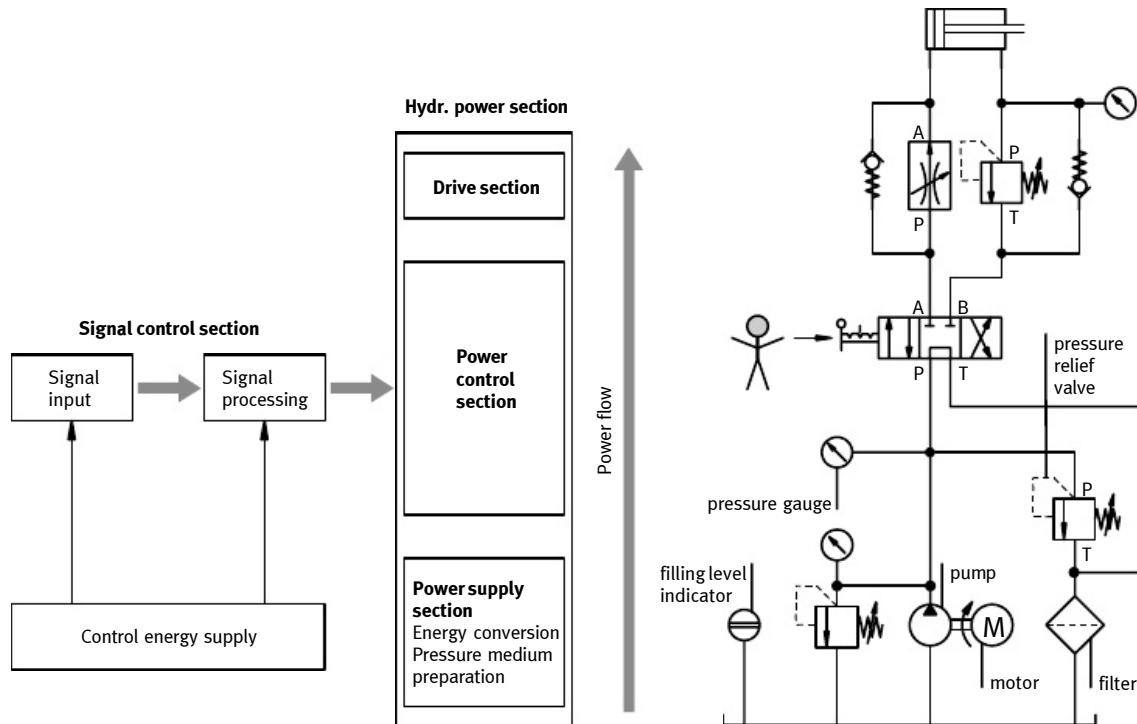 Hydr. power section
Drive section
Power
control
section
Power supply
section
Energy conversion
Pressure medium
preparation
Signal control section
Signal
input
Signal
processing
Control energy supply
Power flow
A
P
P
T
A
B
P
T
pressure
relief
valve
pressure gauge
P
T
filling level
indicator
pump
M
motor
filter